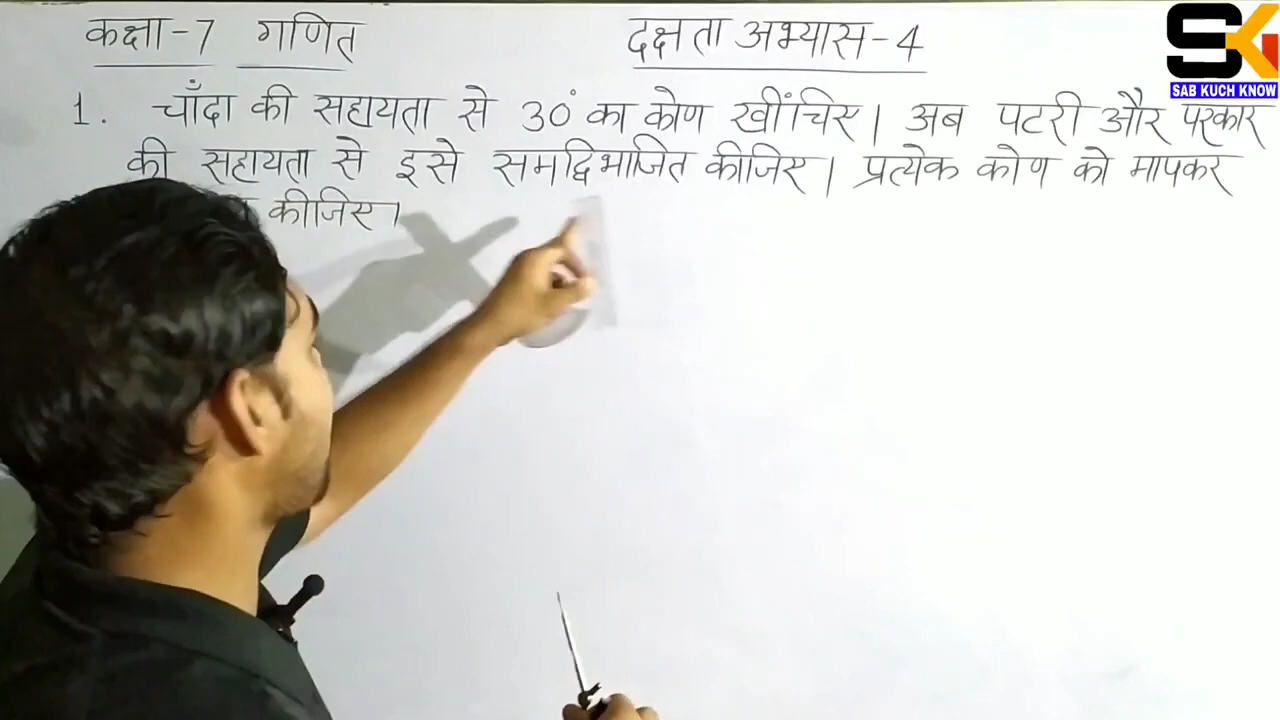 कक्षा-7 गणित
दक्षता अभ्यास-4
SK
SAB KUCH KNOW
1. चाँदा की सहायता से 30° का कोण खींचिए। अब पटरी और परकार
की सहायता से इसे समद्विभाजित कीजिए। प्रत्येक कोण को मापकर
कीजिए।